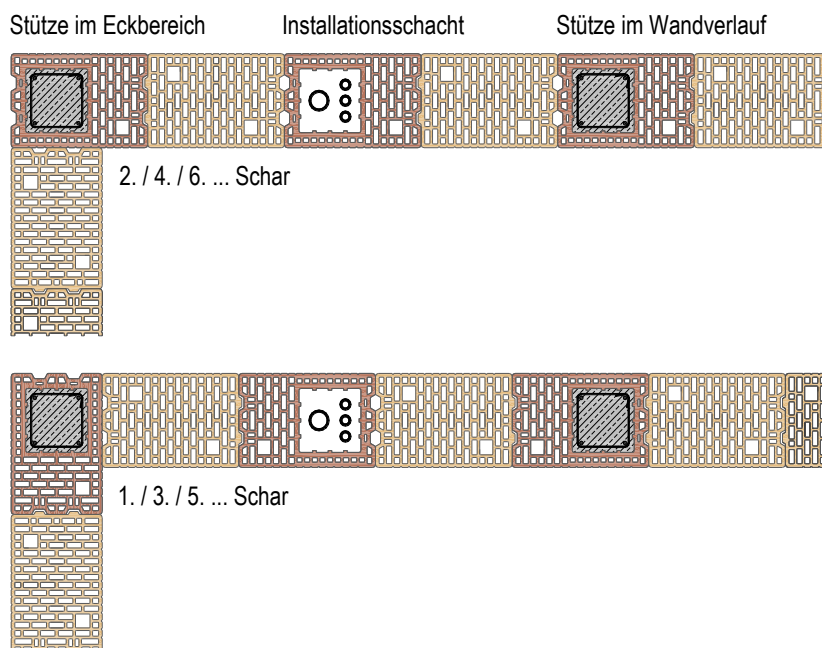 Stütze im Eckbereich Installationsschacht Stütze im Wandverlauf
2. / 4. / 6. ... Schar
1. / 3. / 5. ... Schar